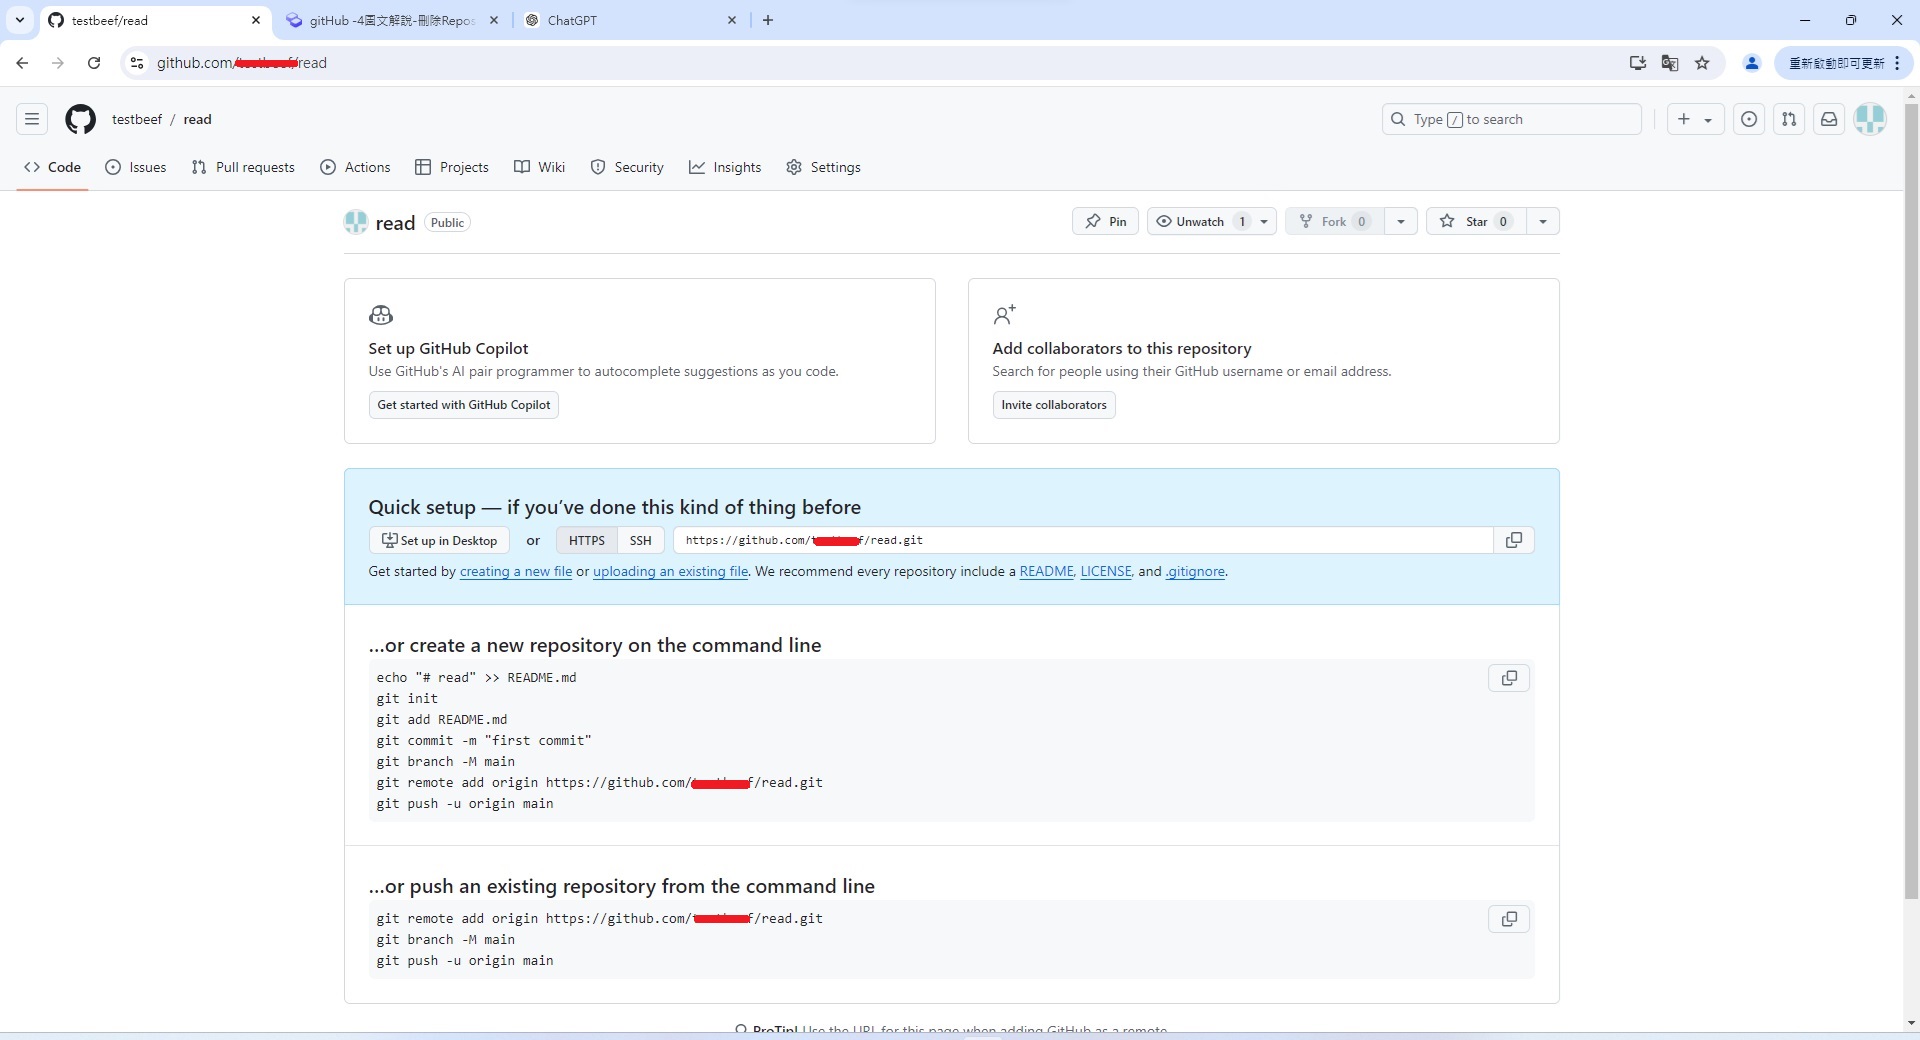 testbeef/read
gitHub -4圖文解說-刪除Repos
ChatGPT
github.com/ /read
重新啟動即可更新
testbeef / read
Type / to search
Code Issues Pull requests Actions Projects Wiki Security Insights Settings
read Public
Pin Unwatch 1 Fork 0 Star 0
Set up GitHub Copilot
Use GitHub's AI pair programmer to autocomplete suggestions as you code.
Get started with GitHub Copilot
Add collaborators to this repository
Search for people using their GitHub username or email address.
Invite collaborators
Quick setup — if you’ve done this kind of thing before
Set up in Desktop or HTTPS SSH https://github.com/ f/read.git
Get started by creating a new file or uploading an existing file. We recommend every repository include a README, LICENSE, and .gitignore.
…or create a new repository on the command line
echo "# read" >> README.md
git init
git add README.md
git commit -m "first commit"
git branch -M main
git remote add origin https://github.com/ f/read.git
git push -u origin main
…or push an existing repository from the command line
git remote add origin https://github.com/ f/read.git
git branch -M main
git push -u origin main
ProTip! Use the URL for this page when adding GitHub as a remote.